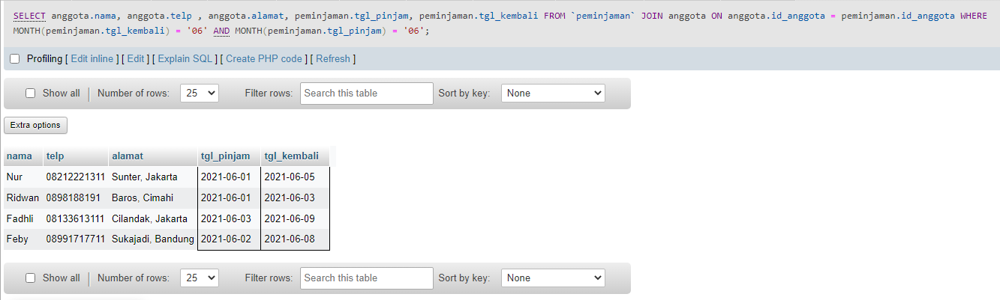 SELECT anggota.nama, anggota.telp , anggota.alamat, peminjaman.tgl_pinjam, peminjaman.tgl_kembali FROM `peminjaman` JOIN anggota ON anggota.id_anggota = peminjaman.id_anggota WHERE
MONTH(peminjaman.tgl_kembali) = '06' AND MONTH(peminjaman.tgl_pinjam) = '06';
Profiling [ Edit inline ] [ Edit ] [ Explain SQL ] [ Create PHP code ] [ Refresh ]
Show all Number of rows: 25 Filter rows: Search this table Sort by key: None
Extra options
nama telp alamat tgl_pinjam tgl_kembali
Nur 08212221311 Sunter, Jakarta 2021-06-01 2021-06-05
Ridwan 0898188191 Baros, Cimahi 2021-06-01 2021-06-03
Fadhli 08133613111 Cilandak, Jakarta 2021-06-03 2021-06-09
Feby 08991717711 Sukajadi, Bandung 2021-06-02 2021-06-08
Show all Number of rows: 25 Filter rows: Search this table Sort by key: None